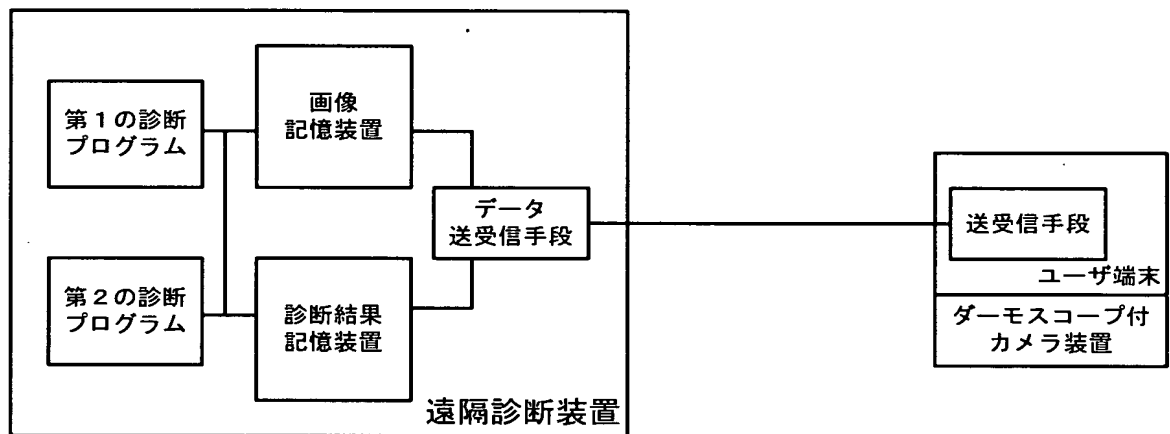 第１の診断
プログラム
画像
記憶装置
データ
送受信手段
第２の診断
プログラム
診断結果
記憶装置
遠隔診断装置
送受信手段
ユーザ端末
ダーモスコープ付
カメラ装置